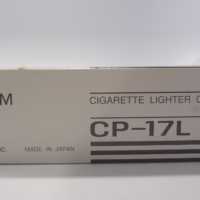 M
CIGARETTE LIGHTER C
CP-17L
C. MADE IN JAPAN